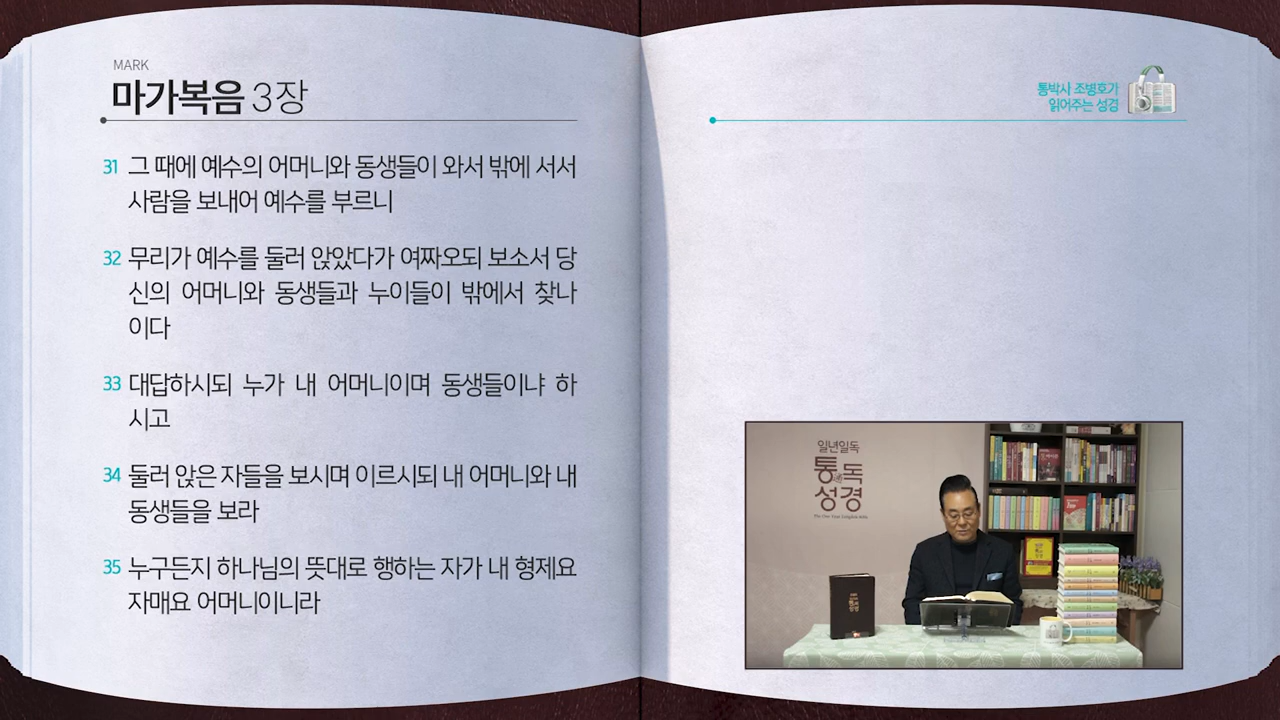 MARK
마가복음 3장
31 그 때에 예수의 어머니와 동생들이 와서 밖에 서서
사람을 보내어 예수를 부르니
32 무리가 예수를 둘러 앉았다가 여짜오되 보소서 당
신의 어머니와 동생들과 누이들이 밖에서 찾나
이다
33 대답하시되 누가 내 어머니이며 동생들이냐 하
시고
34 둘러 앉은 자들을 보시며 이르시되 내 어머니와 내
동생들을 보라
35 누구든지 하나님의 뜻대로 행하는 자가 내 형제요
자매요 어머니이니라
통박사 조병호가
읽어주는 성경
일년일독
통독
성경